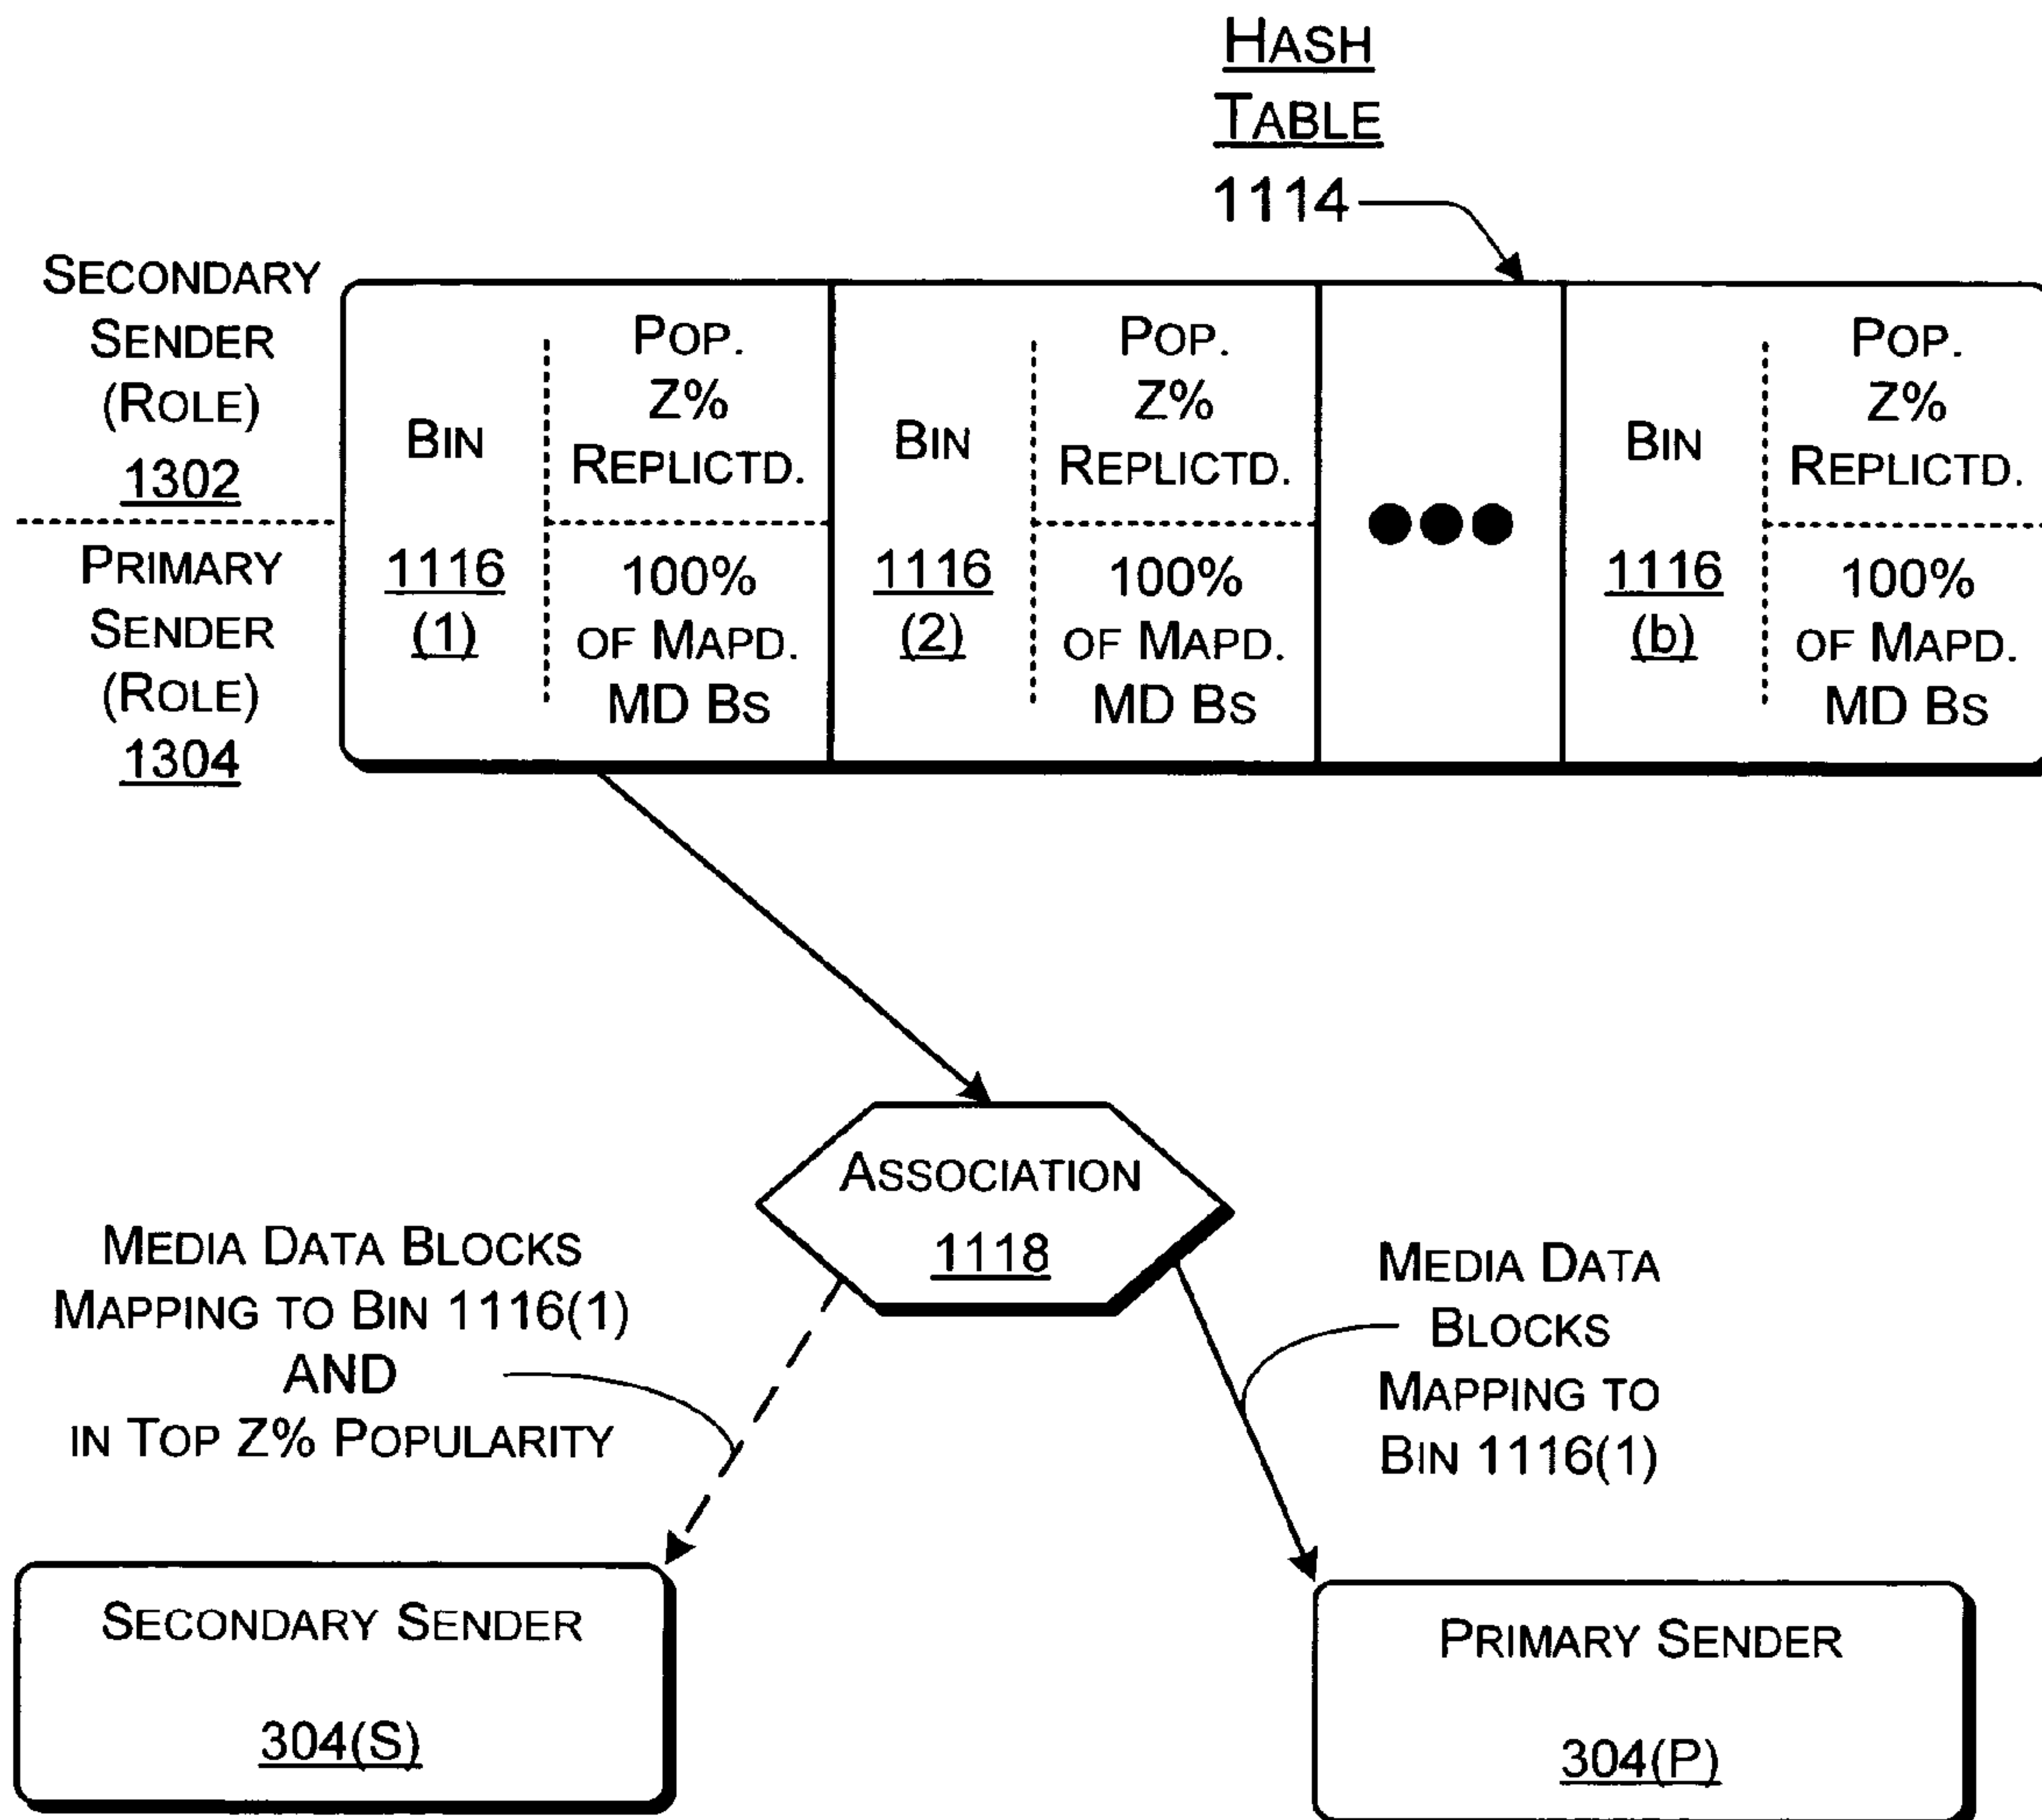 HASH
TABLE
1114
SECONDARY
SENDER
(ROLE)
1302
PRIMARY
SENDER
(ROLE)
1304
BIN
1116
(1)
POP.
Z%
REPLICTD.
100%
OF MAPD.
MD BS
BIN
1116
(2)
POP.
Z%
REPLICTD.
100%
OF MAPD.
MD BS
BIN
1116
(b)
POP.
Z%
REPLICTD.
100%
OF MAPD.
MD BS
ASSOCIATION
1118
MEDIA DATA BLOCKS
MAPPING TO BIN 1116(1)
AND
IN TOP Z% POPULARITY
MEDIA DATA
BLOCKS
MAPPING TO
BIN 1116(1)
SECONDARY SENDER
304(S)
PRIMARY SENDER
304(P)